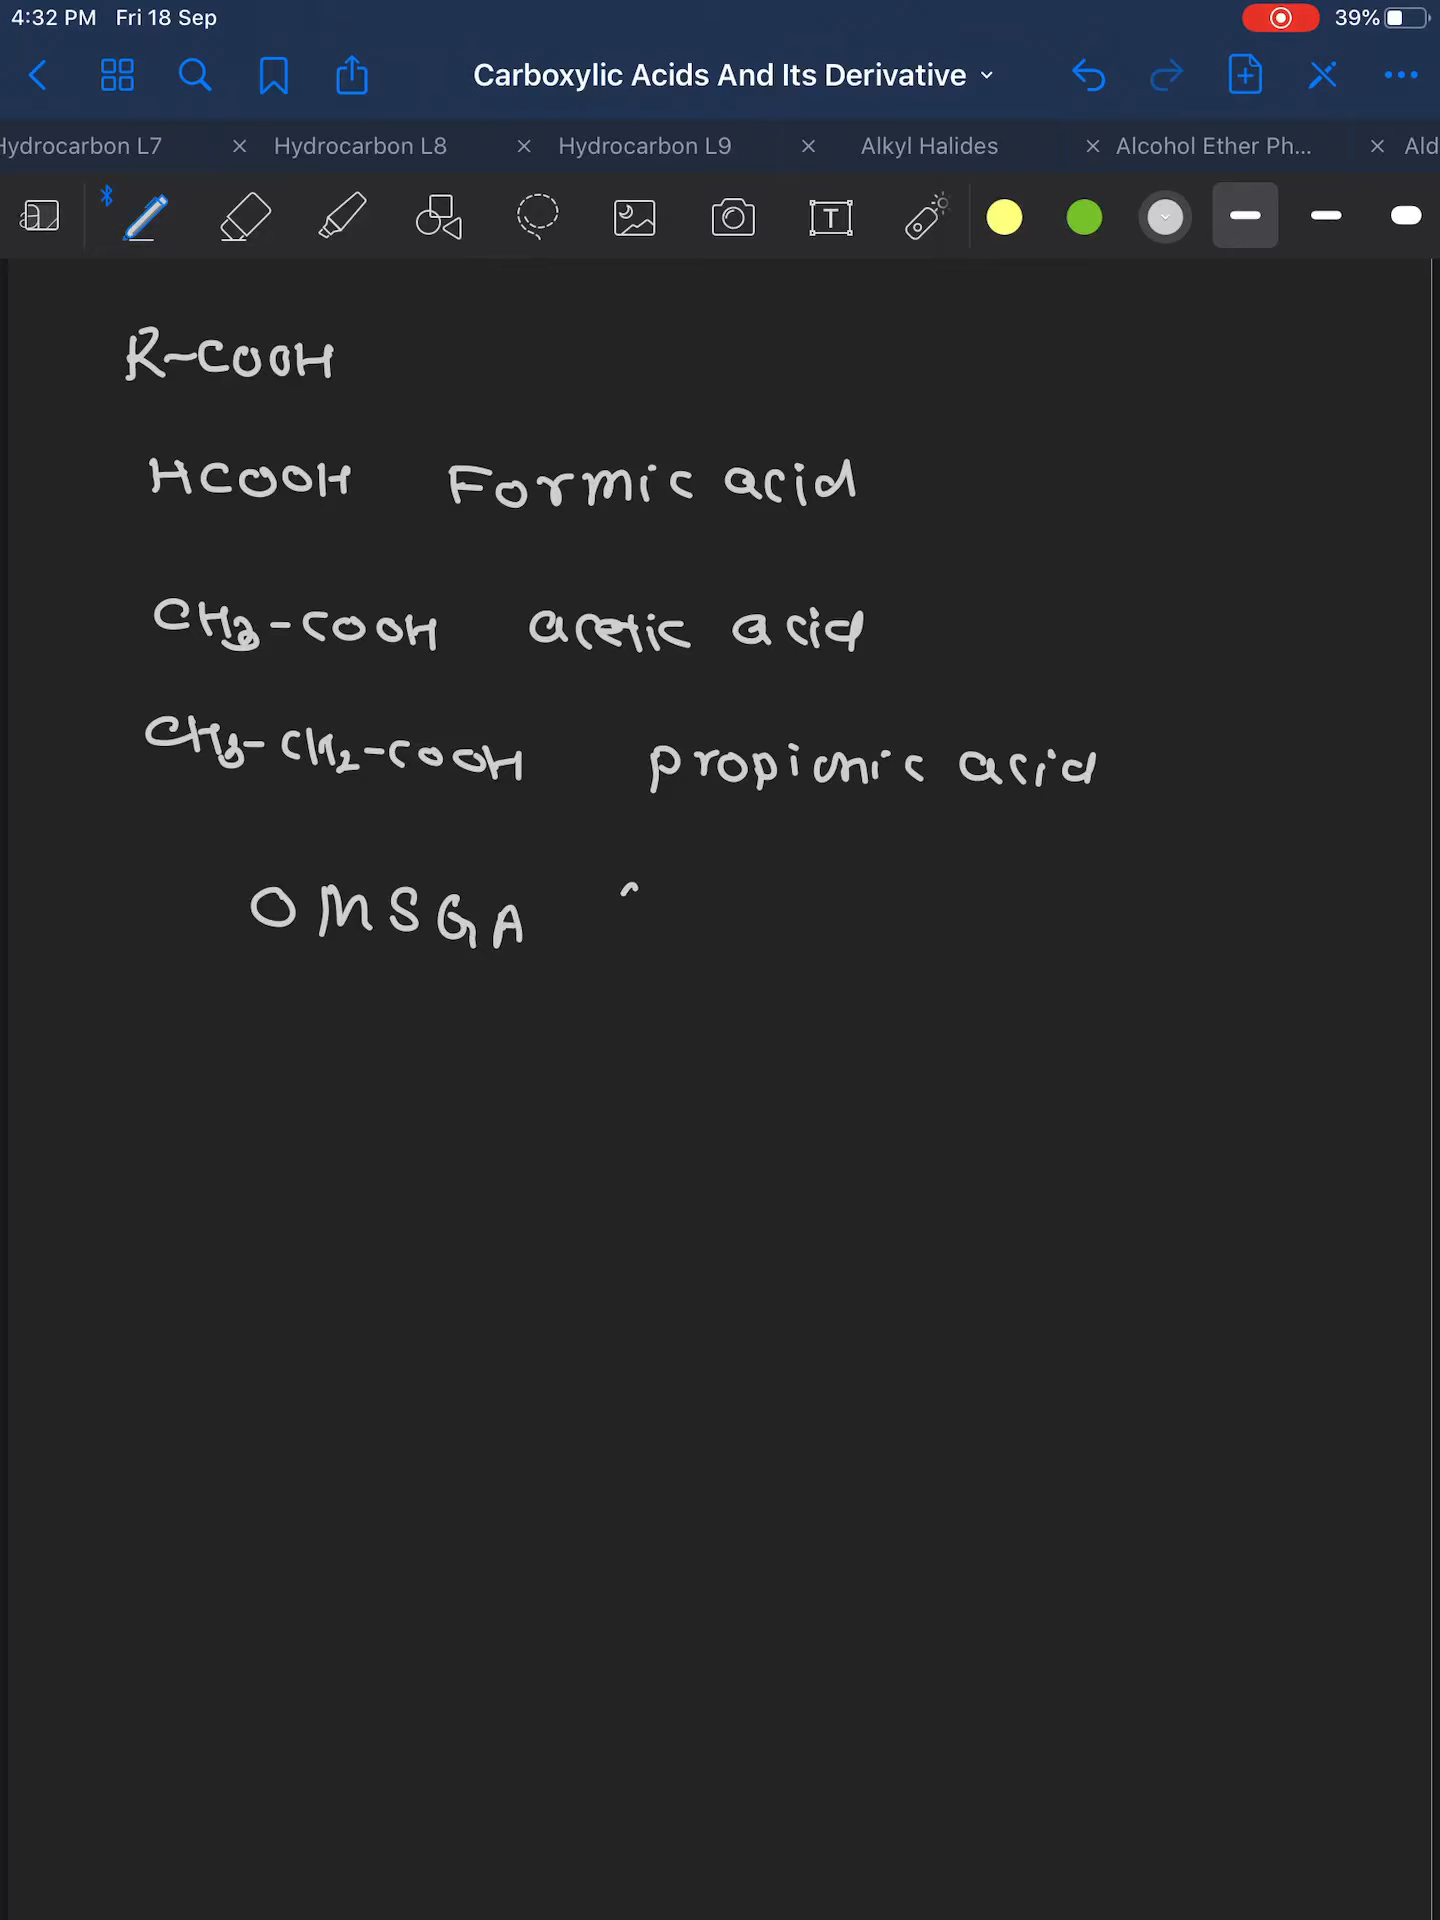 4:32 PM Fri 18 Sep 39%
Carboxylic Acids And Its Derivative
Hydrocarbon L7 Hydrocarbon L8 Hydrocarbon L9 Alkyl Halides Alcohol Ether Ph... Ald
R-COOH
HCOOH Formic acid
CH3-COOH acetic acid
CH3-CH2-COOH propionic acid
OMSGA